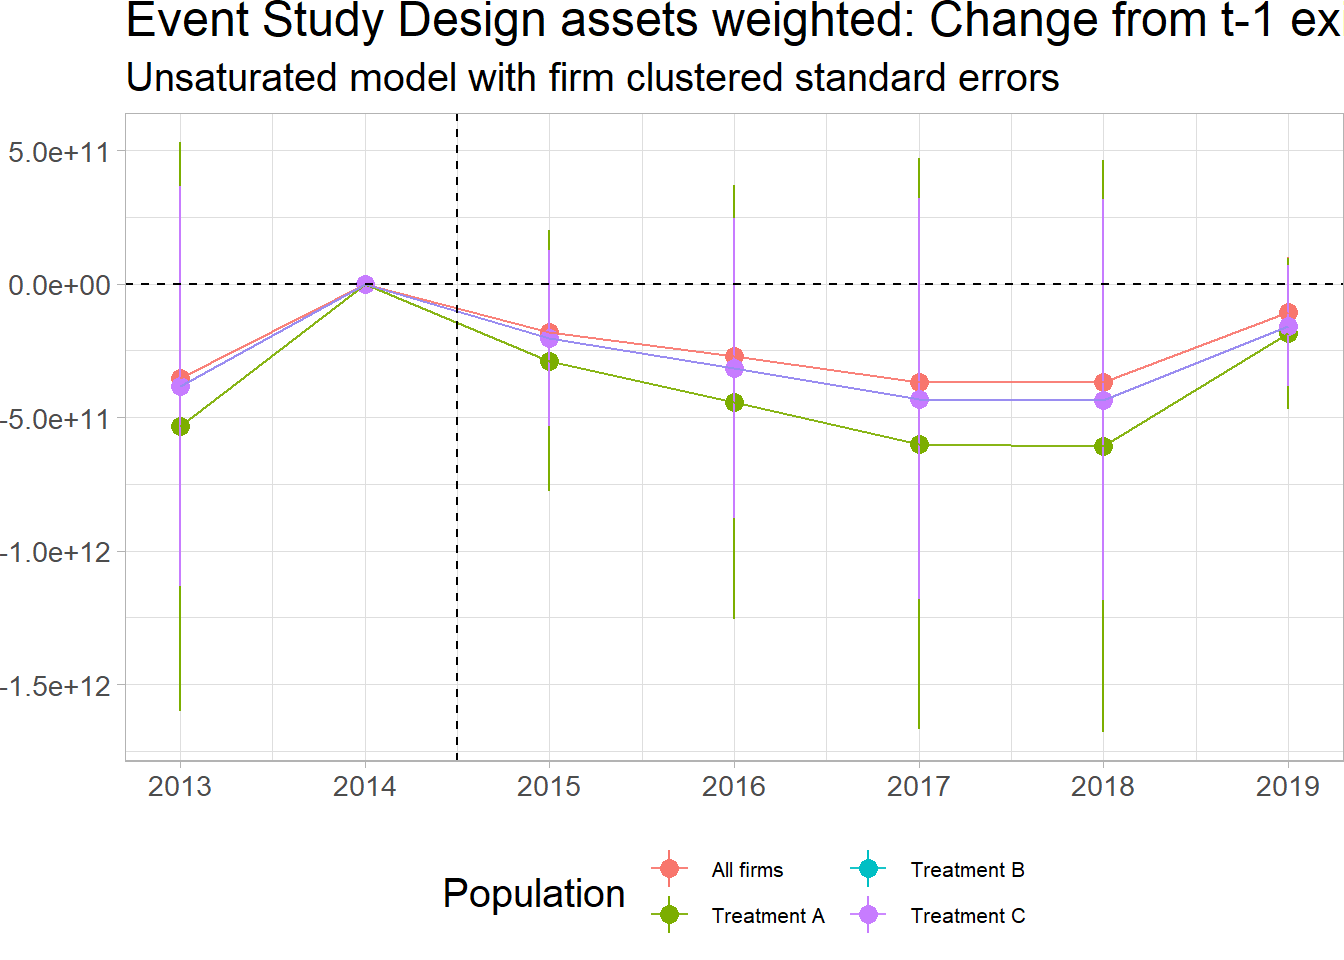 Event Study Design assets weighted: Change from t-1 ex
Unsaturated model with firm clustered standard errors
5.0e+11
0.0e+00
-5.0e+11
-1.0e+12
-1.5e+12
2013 2014 2015 2016 2017 2018 2019
Population
All firms
Treatment A
Treatment B
Treatment C